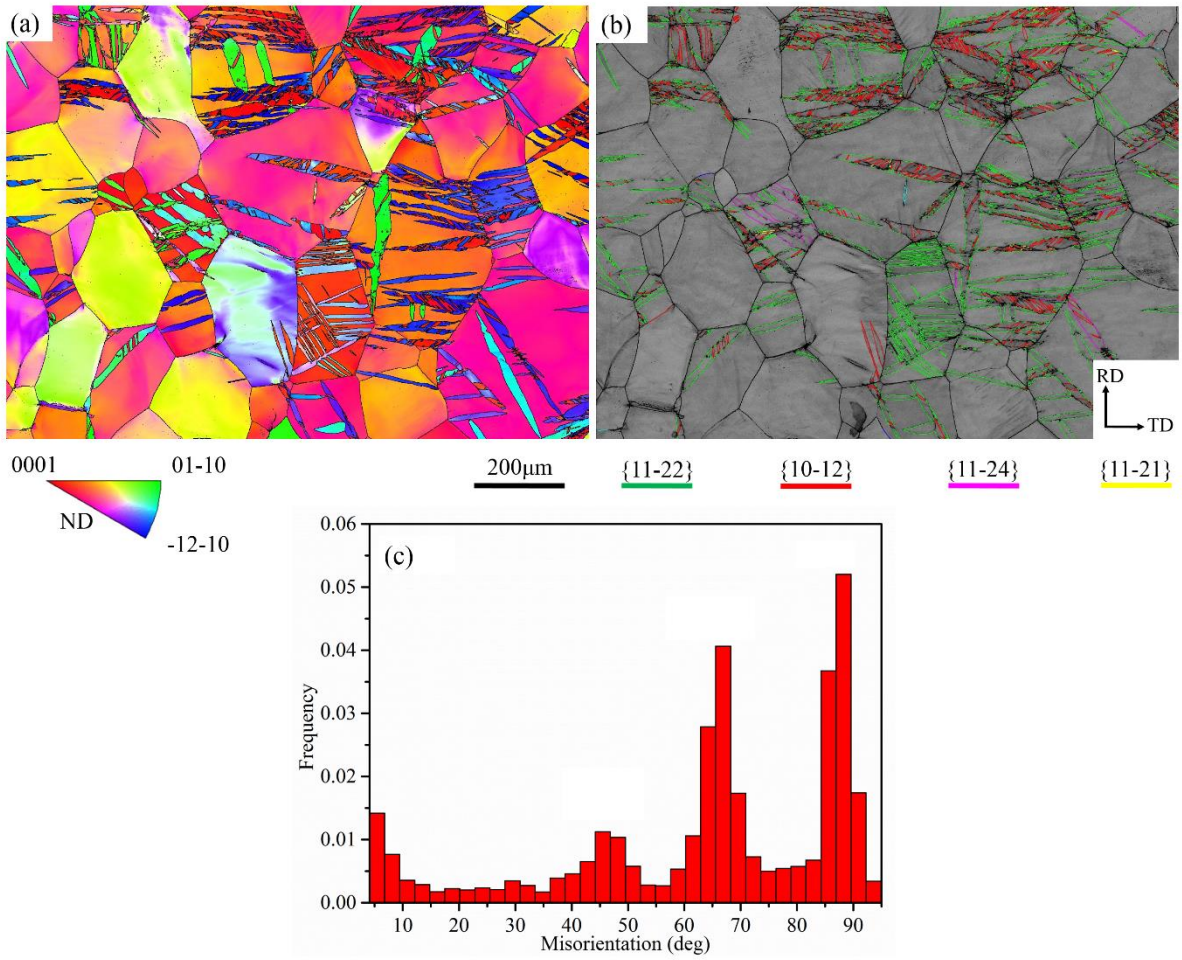 (a)
(b)
RD
TD
0001 01-10
ND
-12-10
200μm {11-22} {10-12} {11-24} {11-21}
(c)
0.06
0.05
0.04
0.03
0.02
0.01
0.00
Frequency
10 20 30 40 50 60 70 80 90
Misorientation (deg)